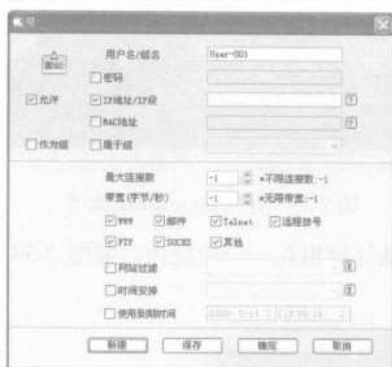 帐号
用户名/组名 User-001
密码
允许 IP地址/IP段
MAC地址
作为组 属于组
最大连接数 -1 *不限连接数:-1
带宽(字节/秒) -1 *无限带宽:-1
WWW 邮件 Telnet 远程拨号
FTP SOCKS 其他
网站过滤
时间安排
使用到期时间
新建 保存 确定 取消